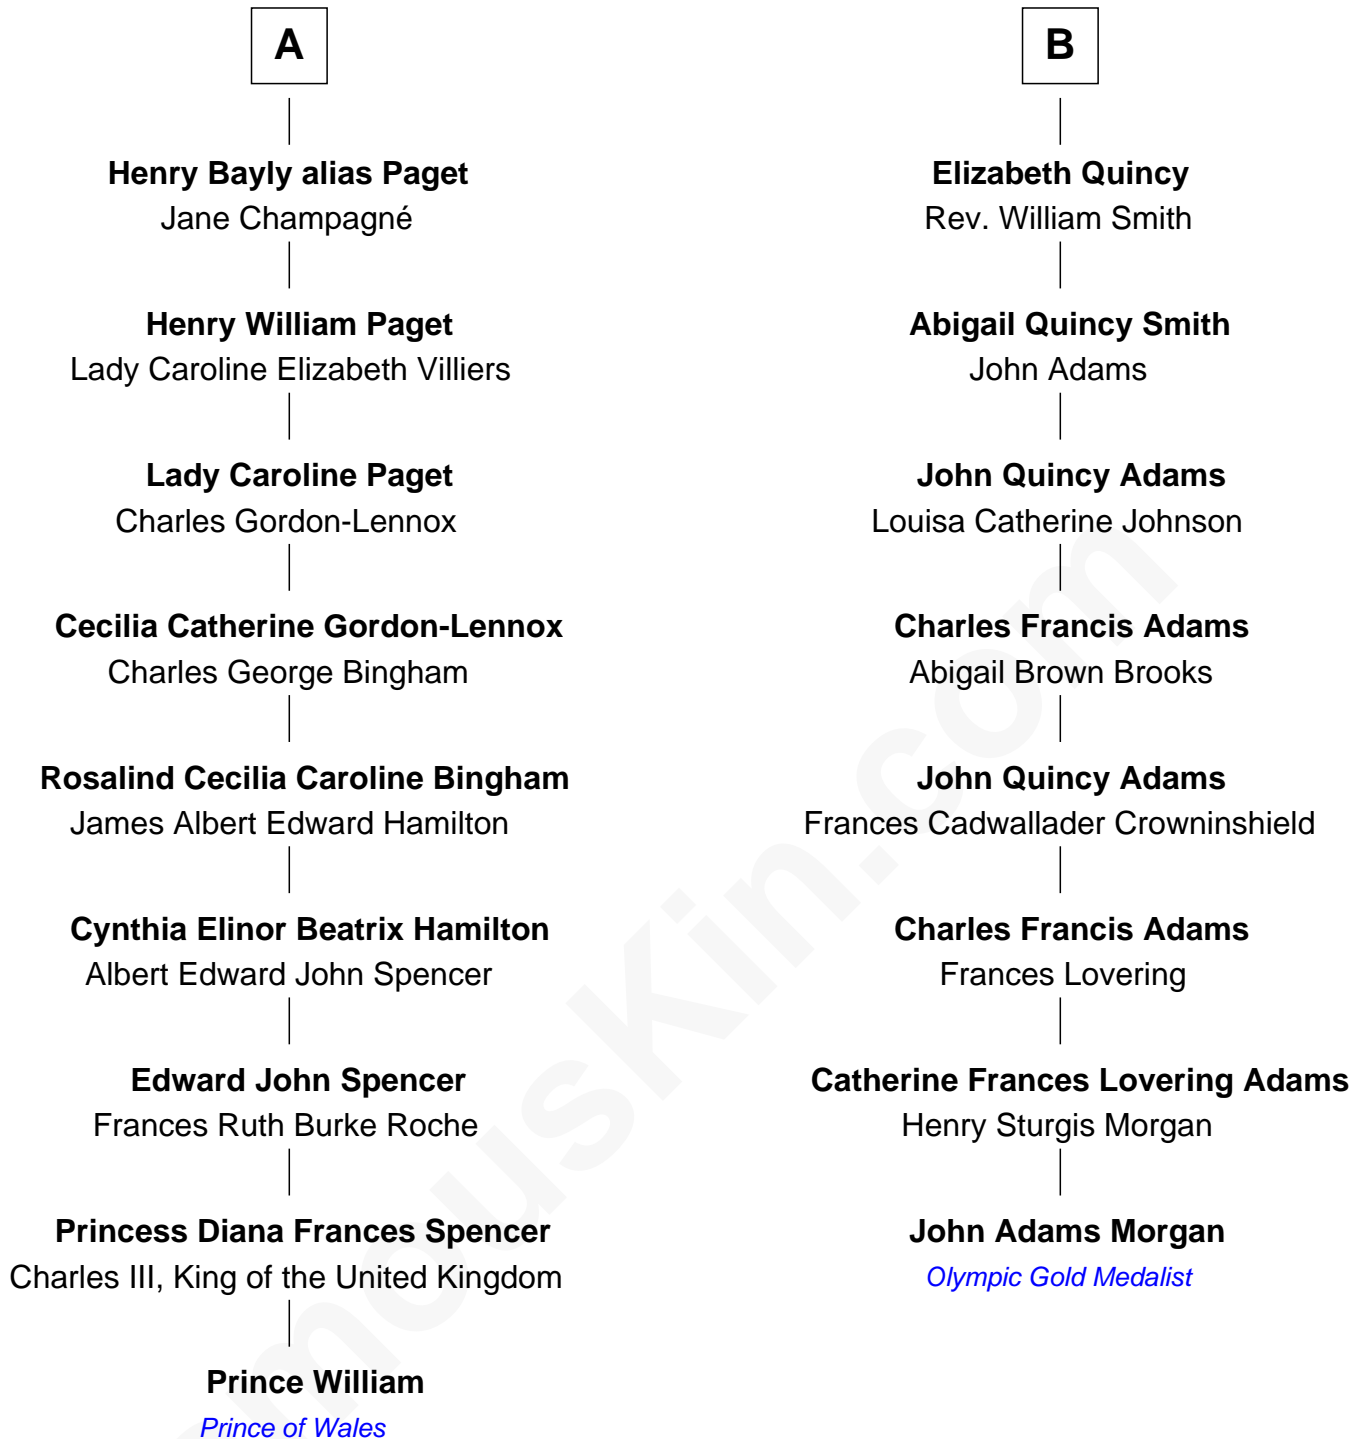 A
Henry Bayly alias Paget
Jane Champagné
Henry William Paget
Lady Caroline Elizabeth Villiers
Lady Caroline Paget
Charles Gordon-Lennox
Cecilia Catherine Gordon-Lennox
Charles George Bingham
Rosalind Cecilia Caroline Bingham
James Albert Edward Hamilton
Cynthia Elinor Beatrix Hamilton
Albert Edward John Spencer
Edward John Spencer
Frances Ruth Burke Roche
Princess Diana Frances Spencer
Charles III, King of the United Kingdom
Prince William
Prince of Wales
B
Elizabeth Quincy
Rev. William Smith
Abigail Quincy Smith
John Adams
John Quincy Adams
Louisa Catherine Johnson
Charles Francis Adams
Abigail Brown Brooks
John Quincy Adams
Frances Cadwallader Crowninshield
Charles Francis Adams
Frances Lovering
Catherine Frances Lovering Adams
Henry Sturgis Morgan
John Adams Morgan
Olympic Gold Medalist
mousKin.com